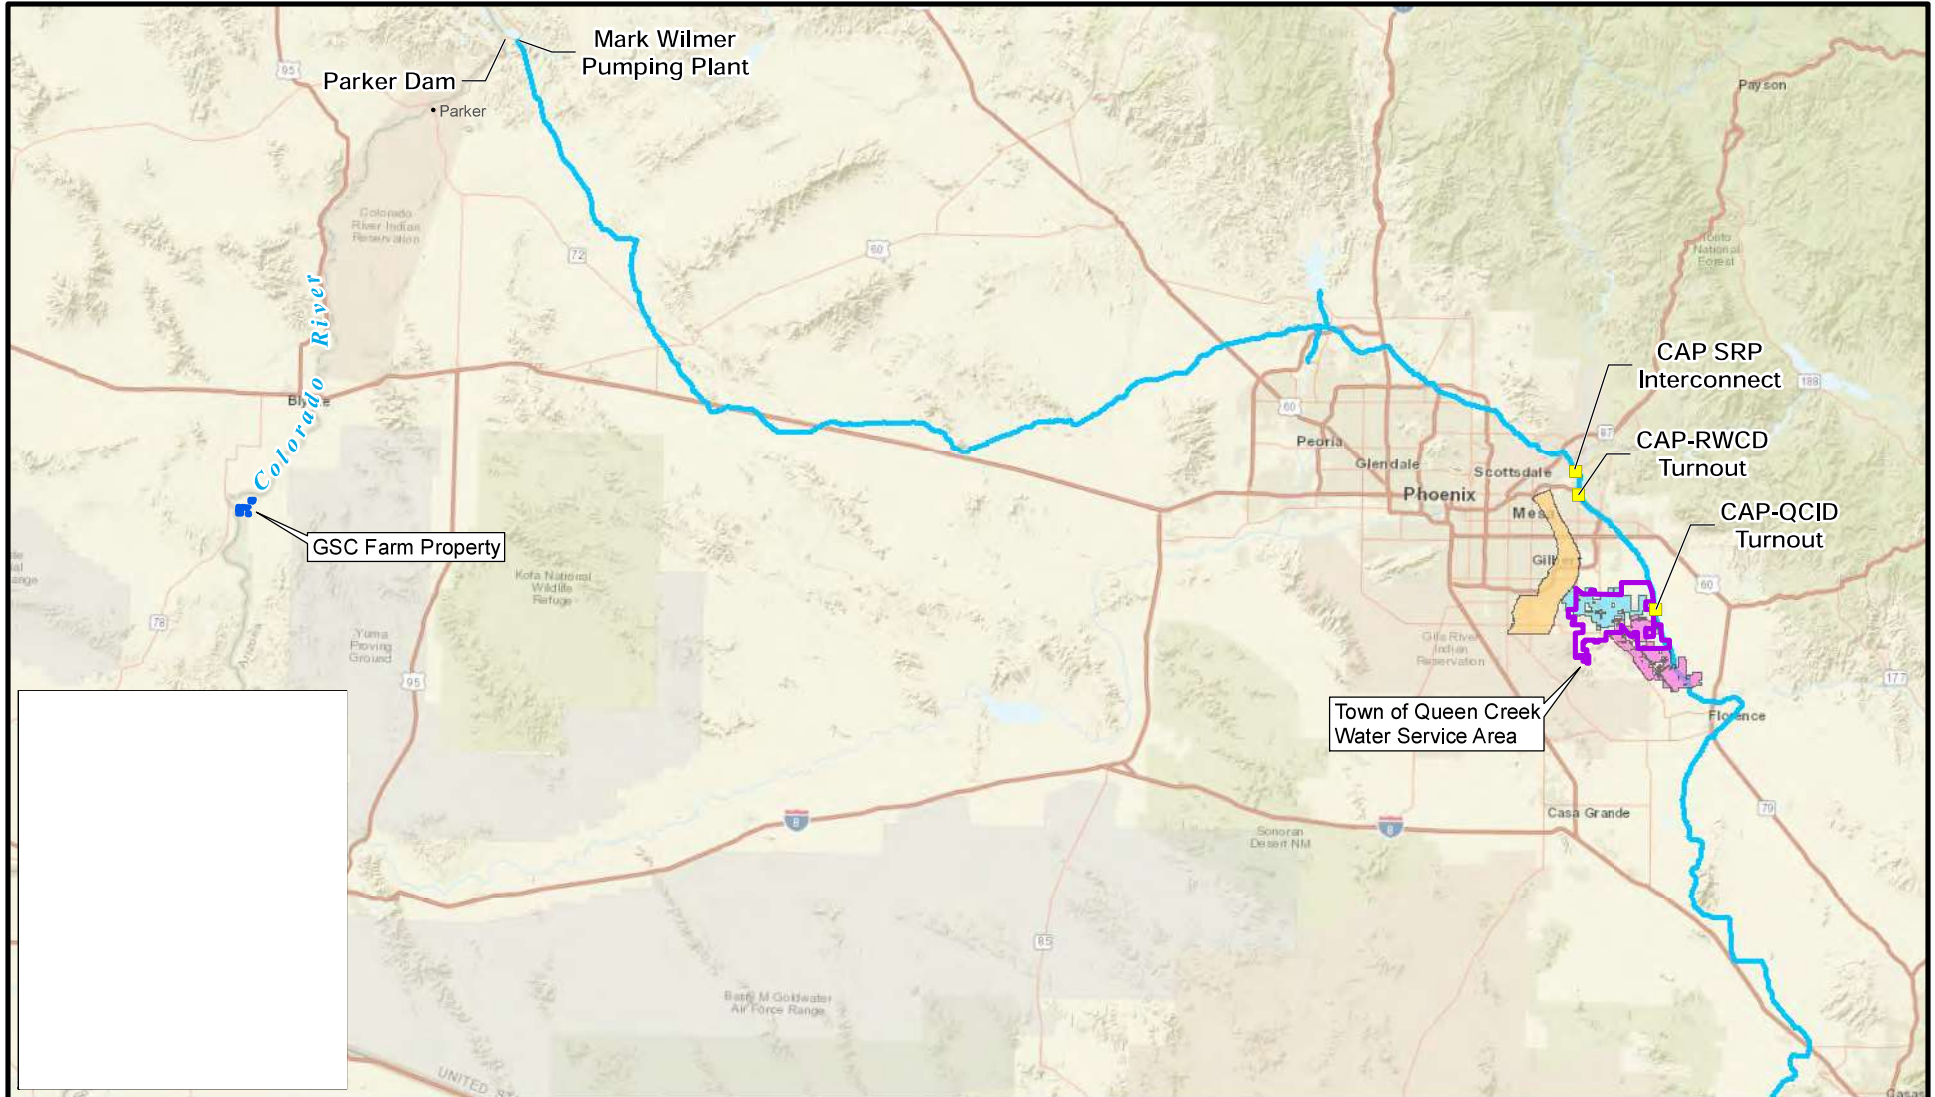 Mark Wilmer
Pumping Plant
Parker Dam
Parker
95
Payson
Colorado
River Indian
Reservation
72
60
Tonto
National
Forest
Colorado River
CAP SRP
Interconnect
188
Blythe
60
87
Peoria
Glendale
Scottsdale
CAP-RWCD
Turnout
Phoenix
Mesa
CAP-QCID
Turnout
GSC Farm Property
Kofa National
Wildlife
Refuge
60
78
Yuma
Proving
Ground
Arizona
Gila River
Indian
Reservation
95
177
Town of Queen Creek
Water Service Area
Florence
8
8
Casa Grande
79
Sonoran
Desert NM
85
Barry M Goldwater
Air Force Range
UNITED